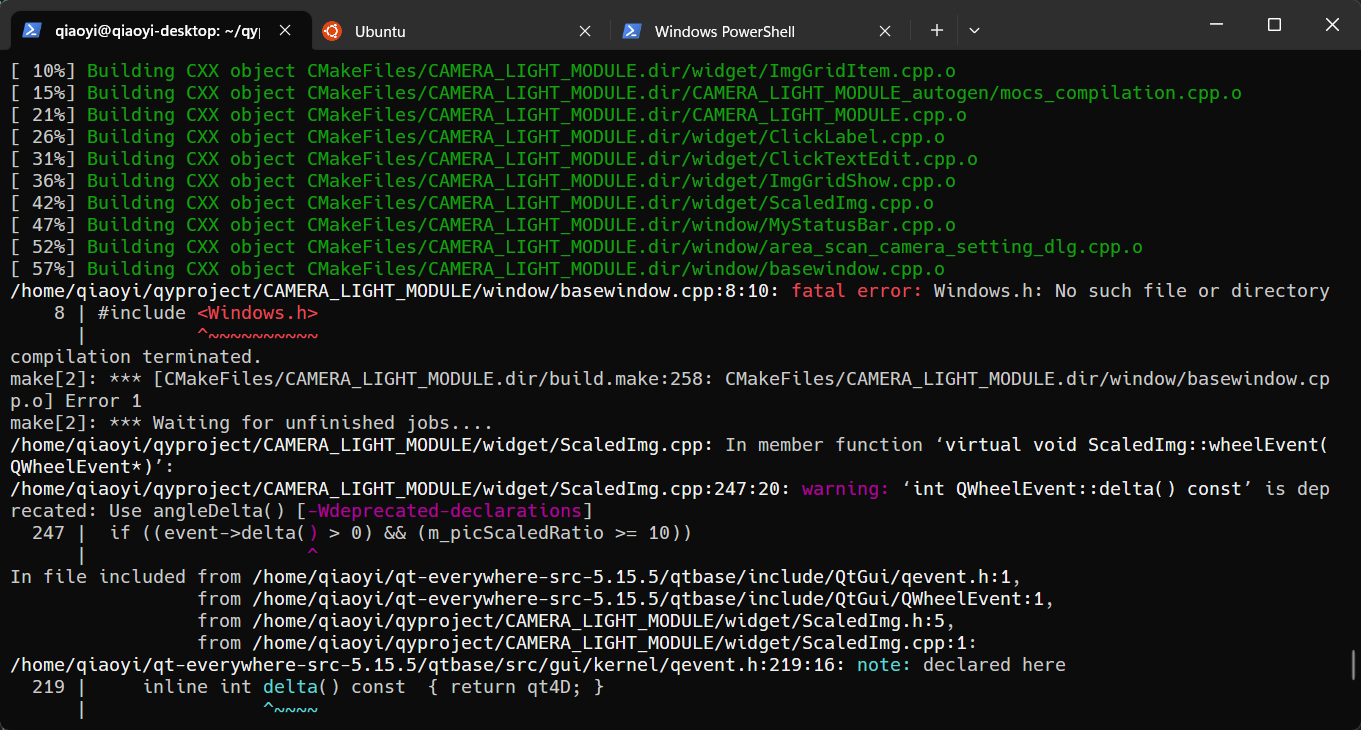 qiaoyi@qiaoyi-desktop: ~/qyp
Ubuntu
Windows PowerShell
[ 10%] Building CXX object CMakeFiles/CAMERA_LIGHT_MODULE.dir/widget/ImgGridItem.cpp.o
[ 15%] Building CXX object CMakeFiles/CAMERA_LIGHT_MODULE.dir/CAMERA_LIGHT_MODULE_autogen/mocs_compilation.cpp.o
[ 21%] Building CXX object CMakeFiles/CAMERA_LIGHT_MODULE.dir/CAMERA_LIGHT_MODULE.cpp.o
[ 26%] Building CXX object CMakeFiles/CAMERA_LIGHT_MODULE.dir/widget/ClickLabel.cpp.o
[ 31%] Building CXX object CMakeFiles/CAMERA_LIGHT_MODULE.dir/widget/ClickTextEdit.cpp.o
[ 36%] Building CXX object CMakeFiles/CAMERA_LIGHT_MODULE.dir/widget/ImgGridShow.cpp.o
[ 42%] Building CXX object CMakeFiles/CAMERA_LIGHT_MODULE.dir/widget/ScaledImg.cpp.o
[ 47%] Building CXX object CMakeFiles/CAMERA_LIGHT_MODULE.dir/window/MyStatusBar.cpp.o
[ 52%] Building CXX object CMakeFiles/CAMERA_LIGHT_MODULE.dir/window/area_scan_camera_setting_dlg.cpp.o
[ 57%] Building CXX object CMakeFiles/CAMERA_LIGHT_MODULE.dir/window/basewindow.cpp.o
/home/qiaoyi/qyproject/CAMERA_LIGHT_MODULE/window/basewindow.cpp:8:10: fatal error: Windows.h: No such file or directory
    8 | #include <Windows.h>
      |          ^~~~~~~~~~~
compilation terminated.
make[2]: *** [CMakeFiles/CAMERA_LIGHT_MODULE.dir/build.make:258: CMakeFiles/CAMERA_LIGHT_MODULE.dir/window/basewindow.cp
p.o] Error 1
make[2]: *** Waiting for unfinished jobs....
/home/qiaoyi/qyproject/CAMERA_LIGHT_MODULE/widget/ScaledImg.cpp: In member function ‘virtual void ScaledImg::wheelEvent(
QWheelEvent*)’:
/home/qiaoyi/qyproject/CAMERA_LIGHT_MODULE/widget/ScaledImg.cpp:247:20: warning: ‘int QWheelEvent::delta() const’ is dep
recated: Use angleDelta() [-Wdeprecated-declarations]
  247 |  if ((event->delta() > 0) && (m_picScaledRatio >= 10))
      |                    ^
In file included from /home/qiaoyi/qt-everywhere-src-5.15.5/qtbase/include/QtGui/qevent.h:1,
                 from /home/qiaoyi/qt-everywhere-src-5.15.5/qtbase/include/QtGui/QWheelEvent:1,
                 from /home/qiaoyi/qyproject/CAMERA_LIGHT_MODULE/widget/ScaledImg.h:5,
                 from /home/qiaoyi/qyproject/CAMERA_LIGHT_MODULE/widget/ScaledImg.cpp:1:
/home/qiaoyi/qt-everywhere-src-5.15.5/qtbase/src/gui/kernel/qevent.h:219:16: note: declared here
  219 |     inline int delta() const  { return qt4D; }
      |                ^~~~~